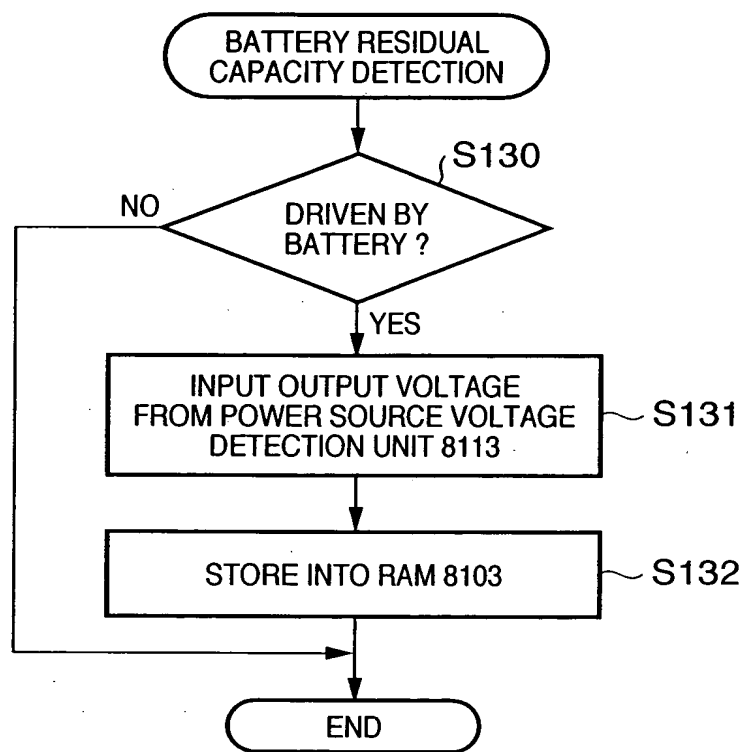 BATTERY RESIDUAL
CAPACITY DETECTION
S130
NO
DRIVEN BY
BATTERY ?
YES
INPUT OUTPUT VOLTAGE
FROM POWER SOURCE VOLTAGE
DETECTION UNIT 8113
S131
STORE INTO RAM 8103
S132
END